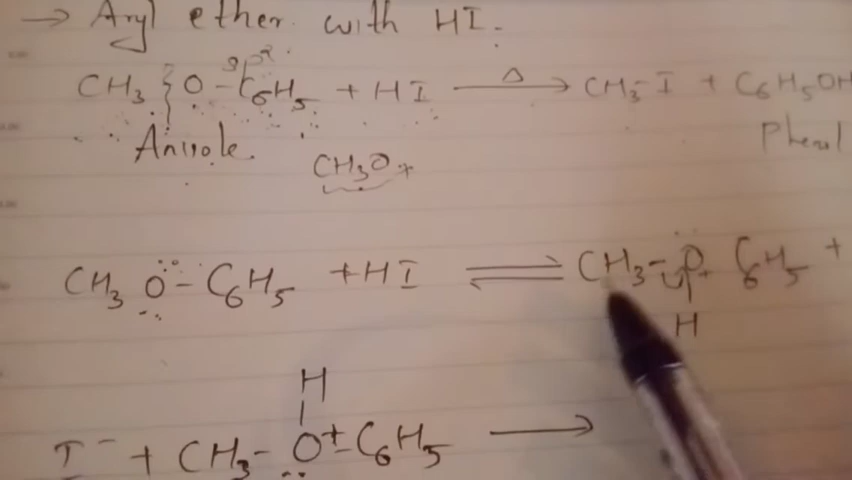 → Aryl ether with HI.
sp²
CH₃ } O - C₆H₅ + HI —Δ→ CH₃-I + C₆H₅OH
Anisole. Phenol
CH₃O +
CH₃ Ö - C₆H₅ + HI ⇌ CH₃-O+ C₆H₅ +
H
H
I⁻ + CH₃-O⁺-C₆H₅ →